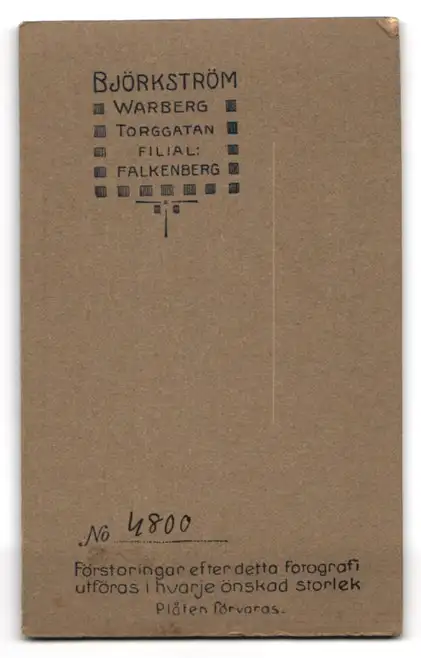 BJÖRKSTRÖM
WARBERG
TORGGATAN
FILIAL:
FALKENBERG
No 4800
Förstoringar efter detta fotografi
utföras i hvarje önskad storlek
Plåten förvaras.